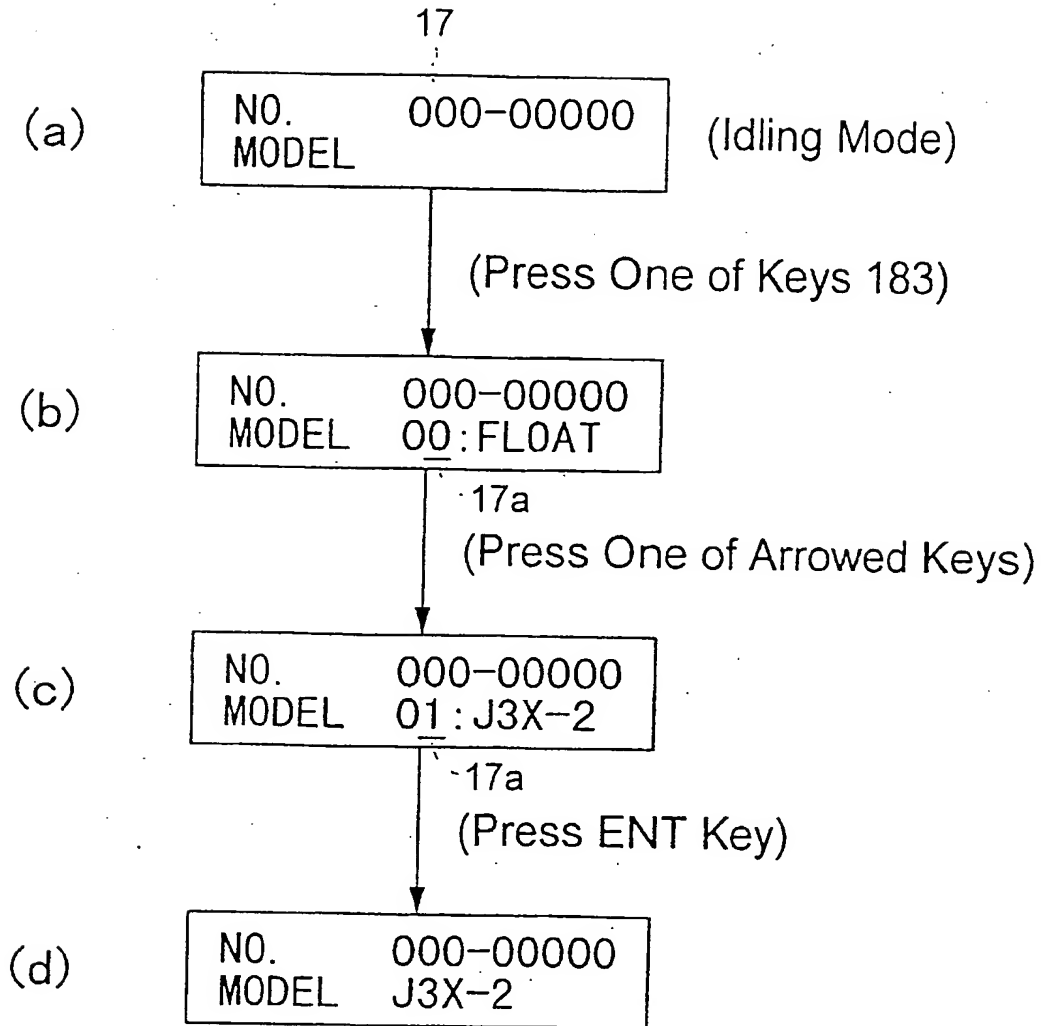 17
(a)
NO. 000-00000
MODEL
(Idling Mode)
(Press One of Keys 183)
(b)
NO. 000-00000
MODEL 00:FLOAT
17a
(Press One of Arrowed Keys)
(c)
NO. 000-00000
MODEL 01:J3X-2
17a
(Press ENT Key)
(d)
NO. 000-00000
MODEL J3X-2